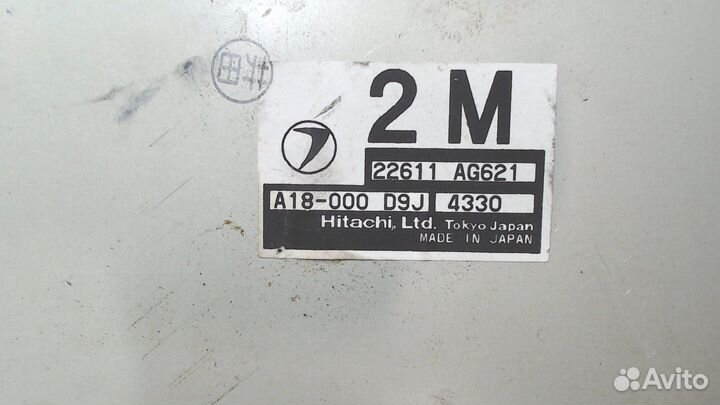 2 M
22611 AG621
A18-000 D9J 4330
Hitachi, Ltd. Tokyo Japan
MADE IN JAPAN
Avito